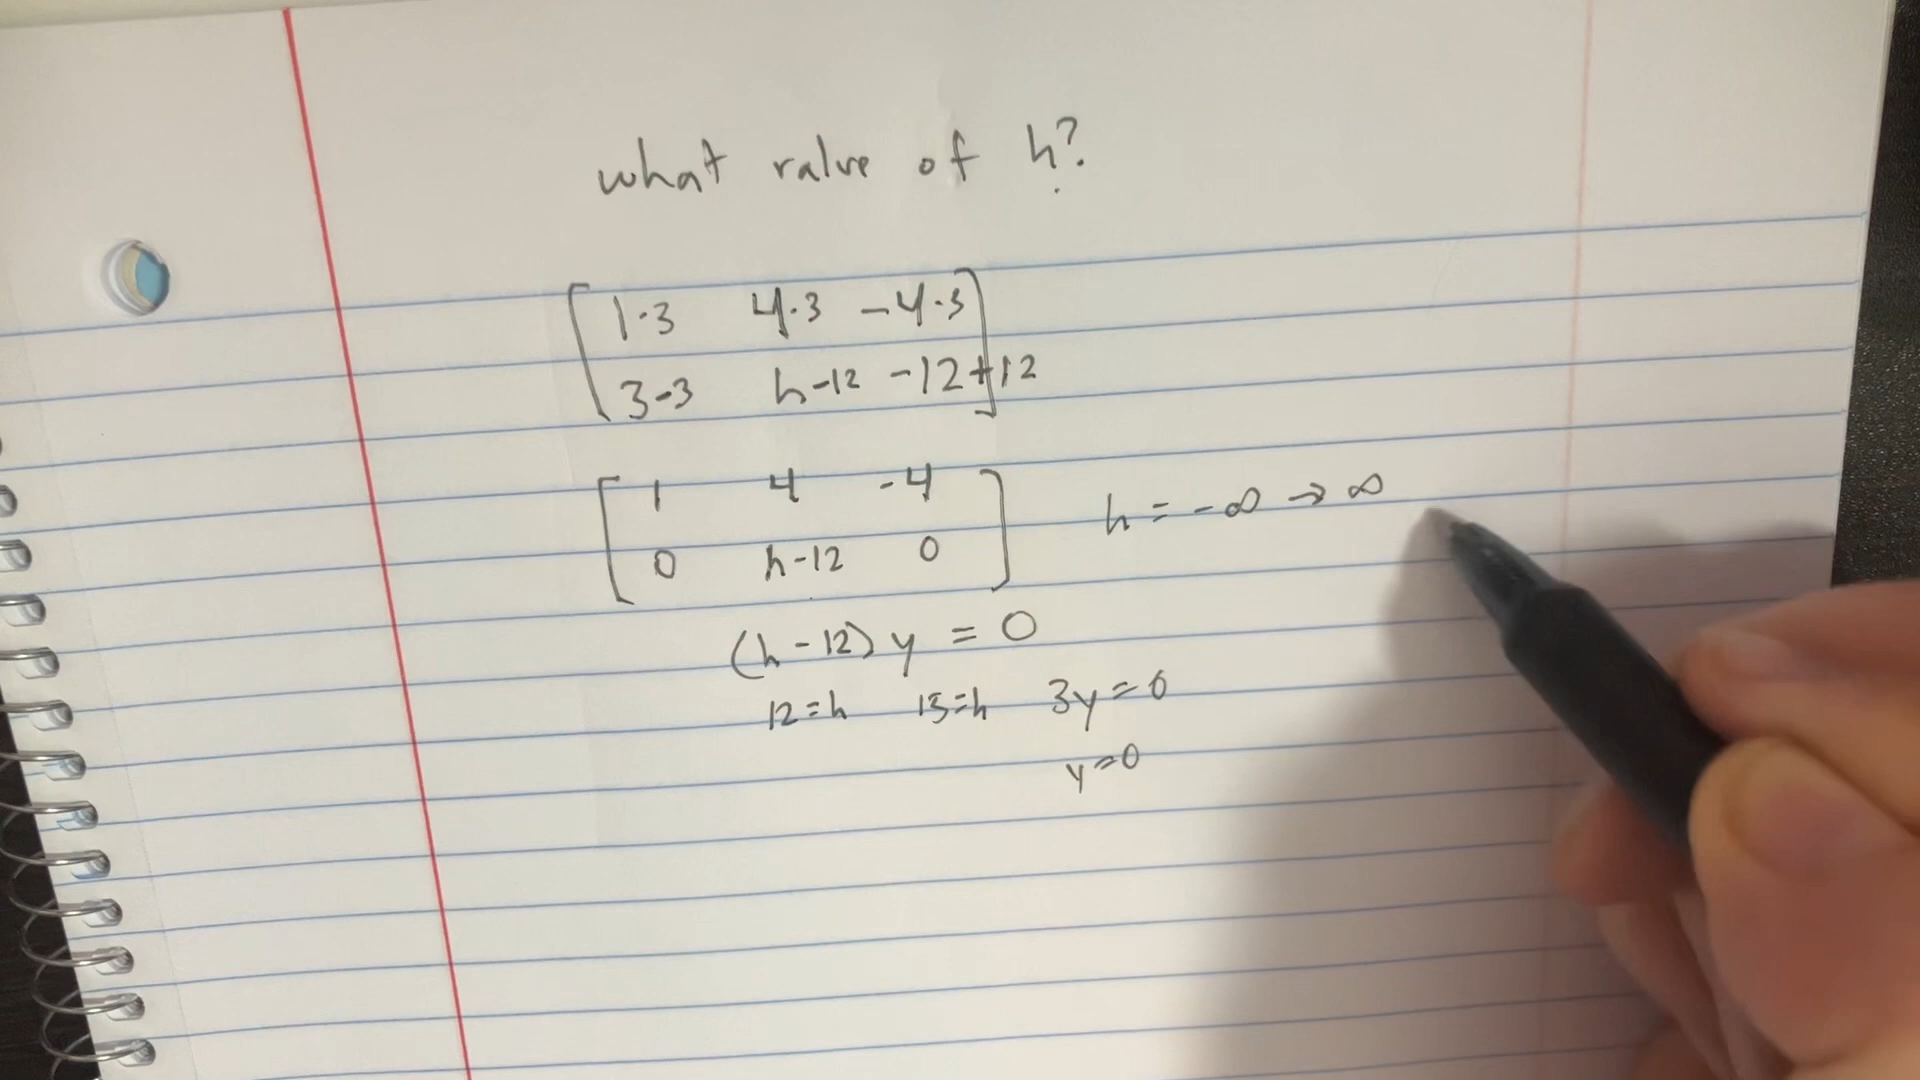 what value of h?
1·3 4·3 -4·3
3-3 h-12 -12+12
1 4 -4
0 h-12 0
h = -∞ → ∞
(h-12) y = 0
12=h 15=h 3y=0
y=0